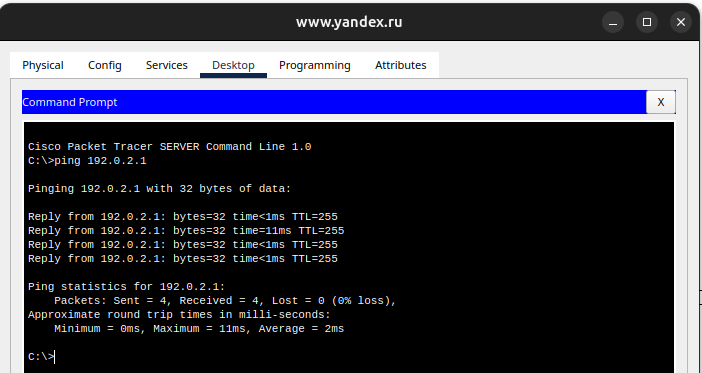 www.yandex.ru
Physical Config Services Desktop Programming Attributes
Command Prompt X
Cisco Packet Tracer SERVER Command Line 1.0
C:\>ping 192.0.2.1
Pinging 192.0.2.1 with 32 bytes of data:
Reply from 192.0.2.1: bytes=32 time<1ms TTL=255
Reply from 192.0.2.1: bytes=32 time=11ms TTL=255
Reply from 192.0.2.1: bytes=32 time<1ms TTL=255
Reply from 192.0.2.1: bytes=32 time<1ms TTL=255
Ping statistics for 192.0.2.1:
Packets: Sent = 4, Received = 4, Lost = 0 (0% loss),
Approximate round trip times in milli-seconds:
Minimum = 0ms, Maximum = 11ms, Average = 2ms
C:\>